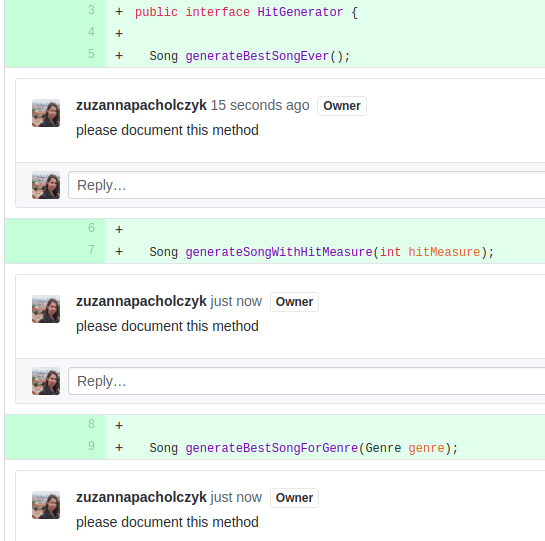 3 + public interface HitGenerator {
4 +
5 + Song generateBestSongEver();
zuzannapacholczyk 15 seconds ago Owner
please document this method
Reply…
6 +
7 + Song generateSongWithHitMeasure(int hitMeasure);
zuzannapacholczyk just now Owner
please document this method
Reply…
8 +
9 + Song generateBestSongForGenre(Genre genre);
zuzannapacholczyk just now Owner
please document this method